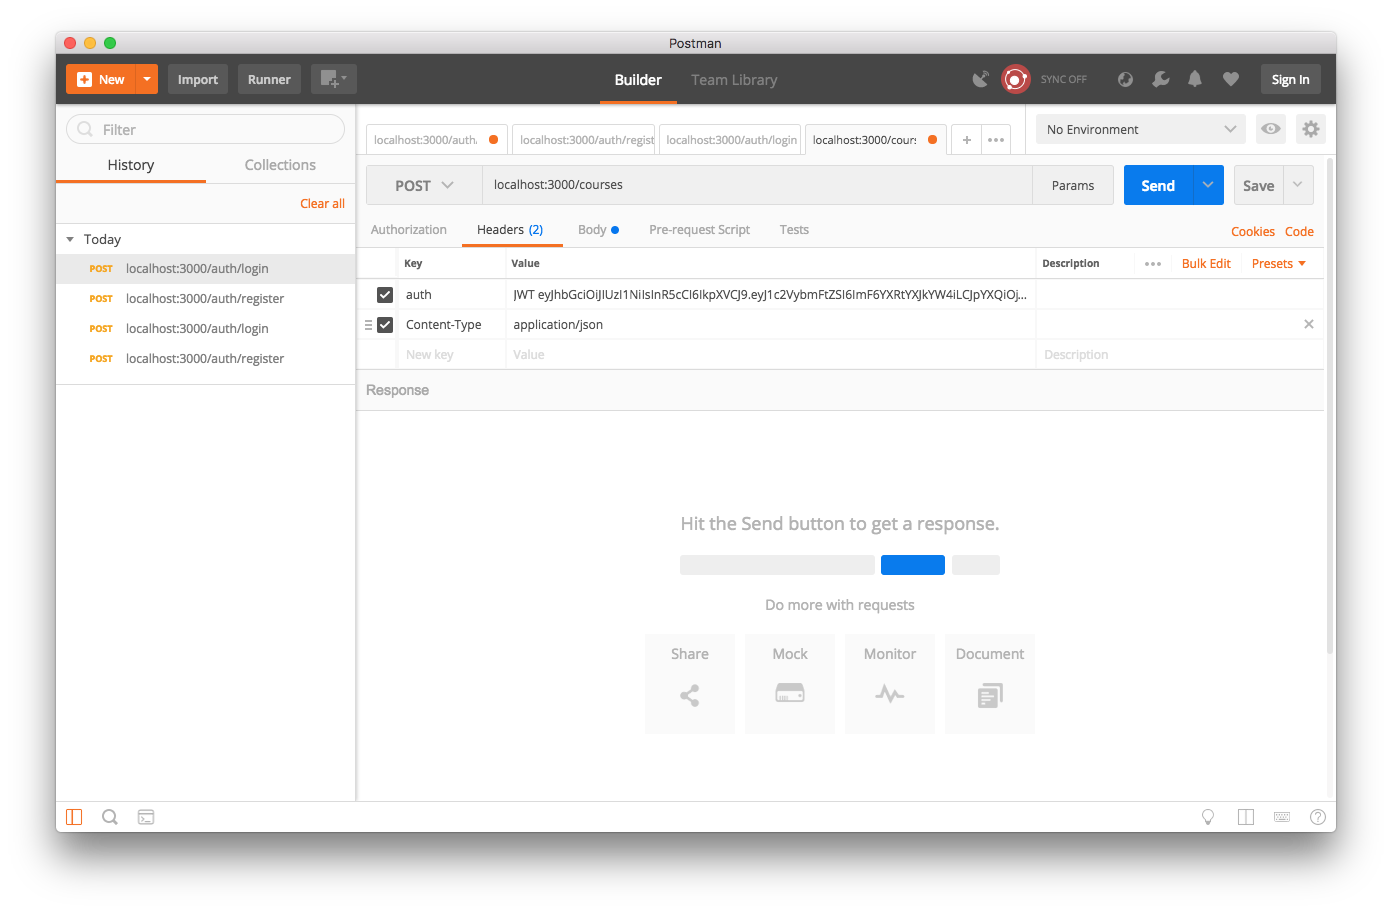 Postman
New
Import
Runner
Builder
Team Library
SYNC OFF
Sign In
Filter
History
Collections
Clear all
Today
POST localhost:3000/auth/login
POST localhost:3000/auth/register
POST localhost:3000/auth/login
POST localhost:3000/auth/register
localhost:3000/auth
localhost:3000/auth/regist
localhost:3000/auth/login
localhost:3000/cour
No Environment
POST
localhost:3000/courses
Params
Send
Save
Authorization
Headers (2)
Body
Pre-request Script
Tests
Cookies
Code
Key
Value
Description
Bulk Edit
Presets
auth
JWT eyJhbGciOiJIUzI1NiIsInR5cCI6IkpXVCJ9.eyJ1c2VybmFtZSI6ImF6YXRtYXJkYW4iLCJpYXQiOj...
Content-Type
application/json
New key
Value
Description
Response
Hit the Send button to get a response.
Do more with requests
Share
Mock
Monitor
Document